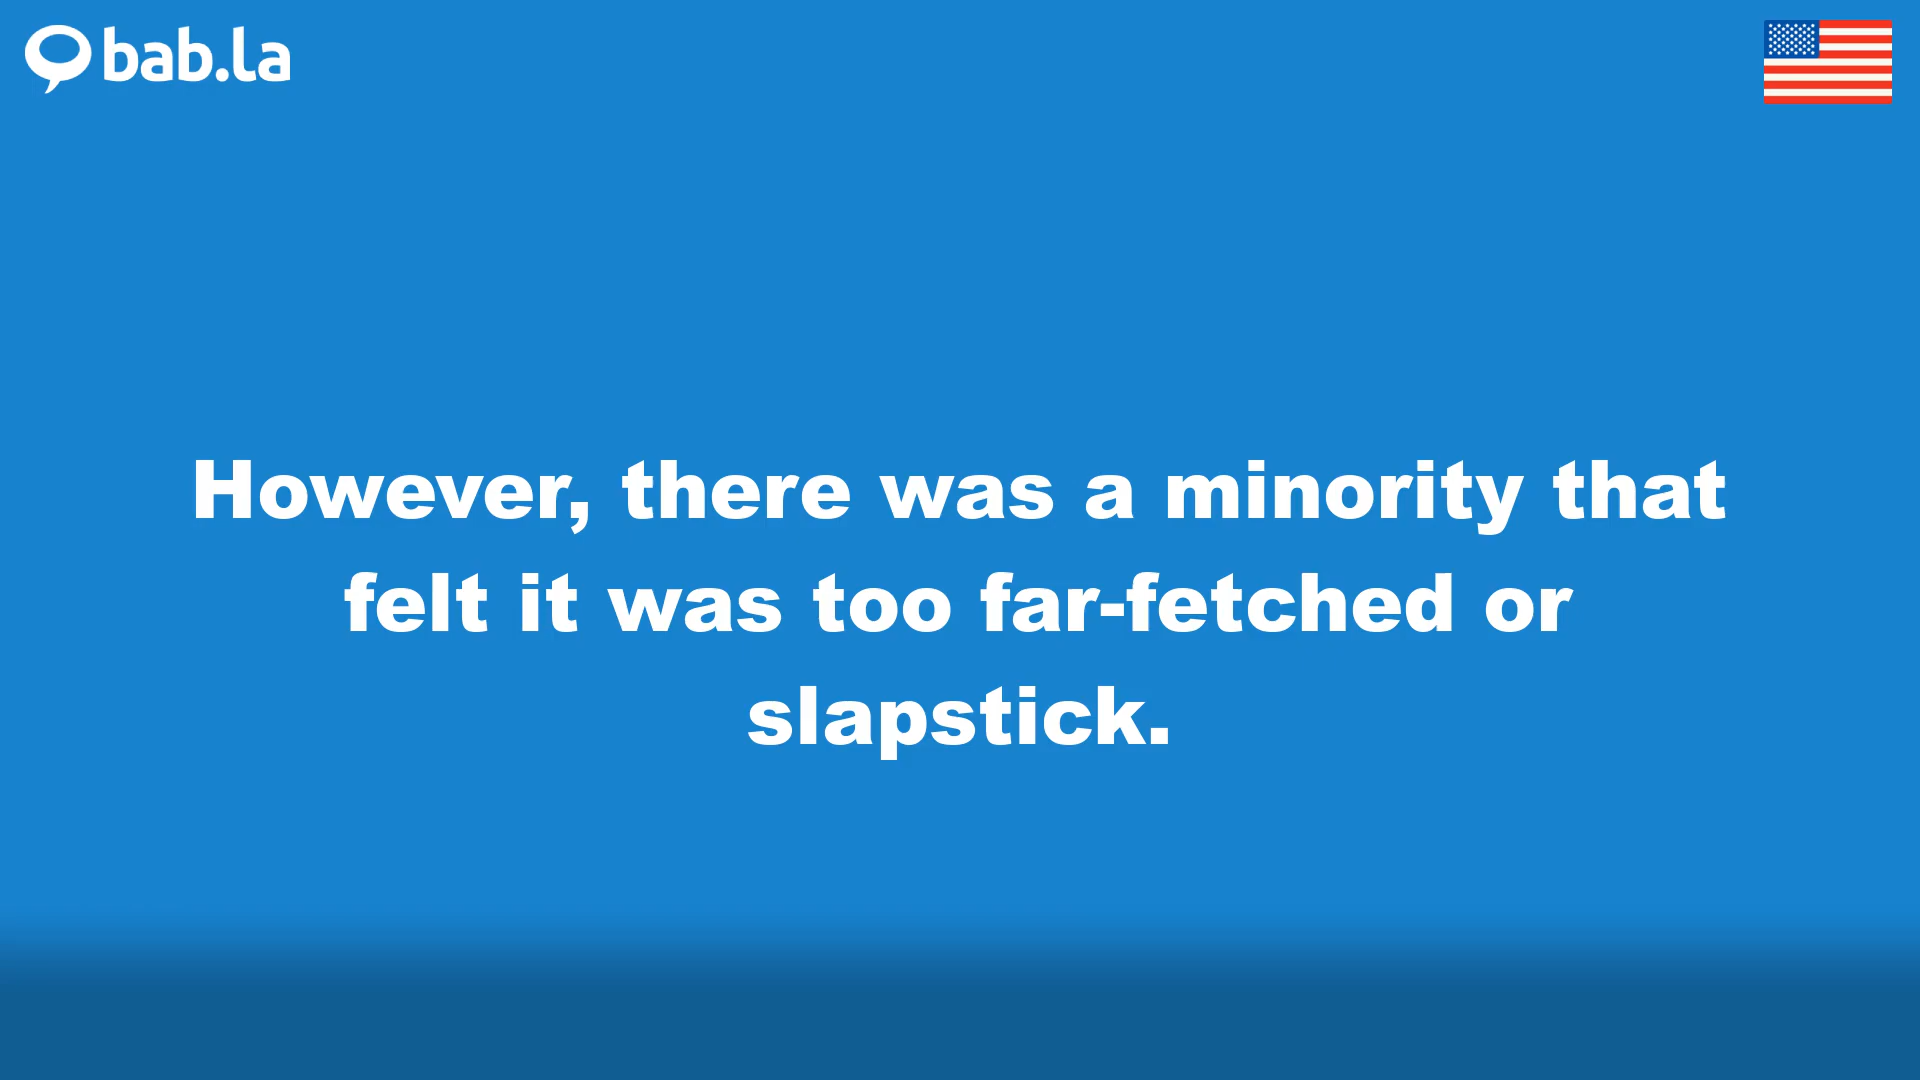 bab.la
However, there was a minority that
felt it was too far-fetched or
slapstick.